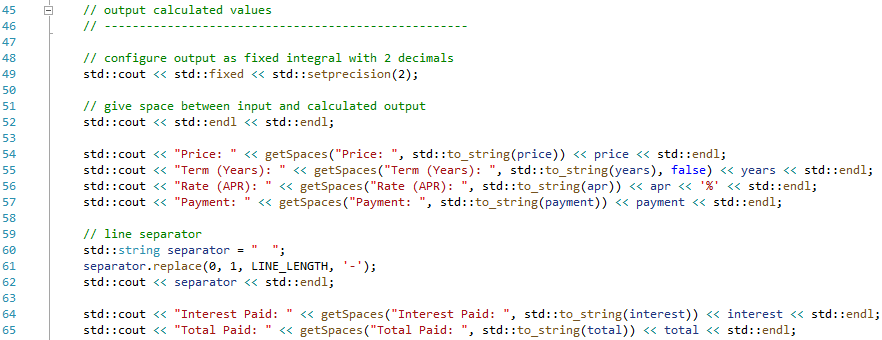 45 // output calculated values
46 // ----------------------------------------------------
47
48 // configure output as fixed integral with 2 decimals
49 std::cout << std::fixed << std::setprecision(2);
50
51 // give space between input and calculated output
52 std::cout << std::endl << std::endl;
53
54 std::cout << "Price: " << getSpaces("Price: ", std::to_string(price)) << price << std::endl;
55 std::cout << "Term (Years): " << getSpaces("Term (Years): ", std::to_string(years), false) << years << std::endl;
56 std::cout << "Rate (APR): " << getSpaces("Rate (APR): ", std::to_string(apr)) << apr << '%' << std::endl;
57 std::cout << "Payment: " << getSpaces("Payment: ", std::to_string(payment)) << payment << std::endl;
58
59 // line separator
60 std::string separator = "  ";
61 separator.replace(0, 1, LINE_LENGTH, '-');
62 std::cout << separator << std::endl;
63
64 std::cout << "Interest Paid: " << getSpaces("Interest Paid: ", std::to_string(interest)) << interest << std::endl;
65 std::cout << "Total Paid: " << getSpaces("Total Paid: ", std::to_string(total)) << total << std::endl;